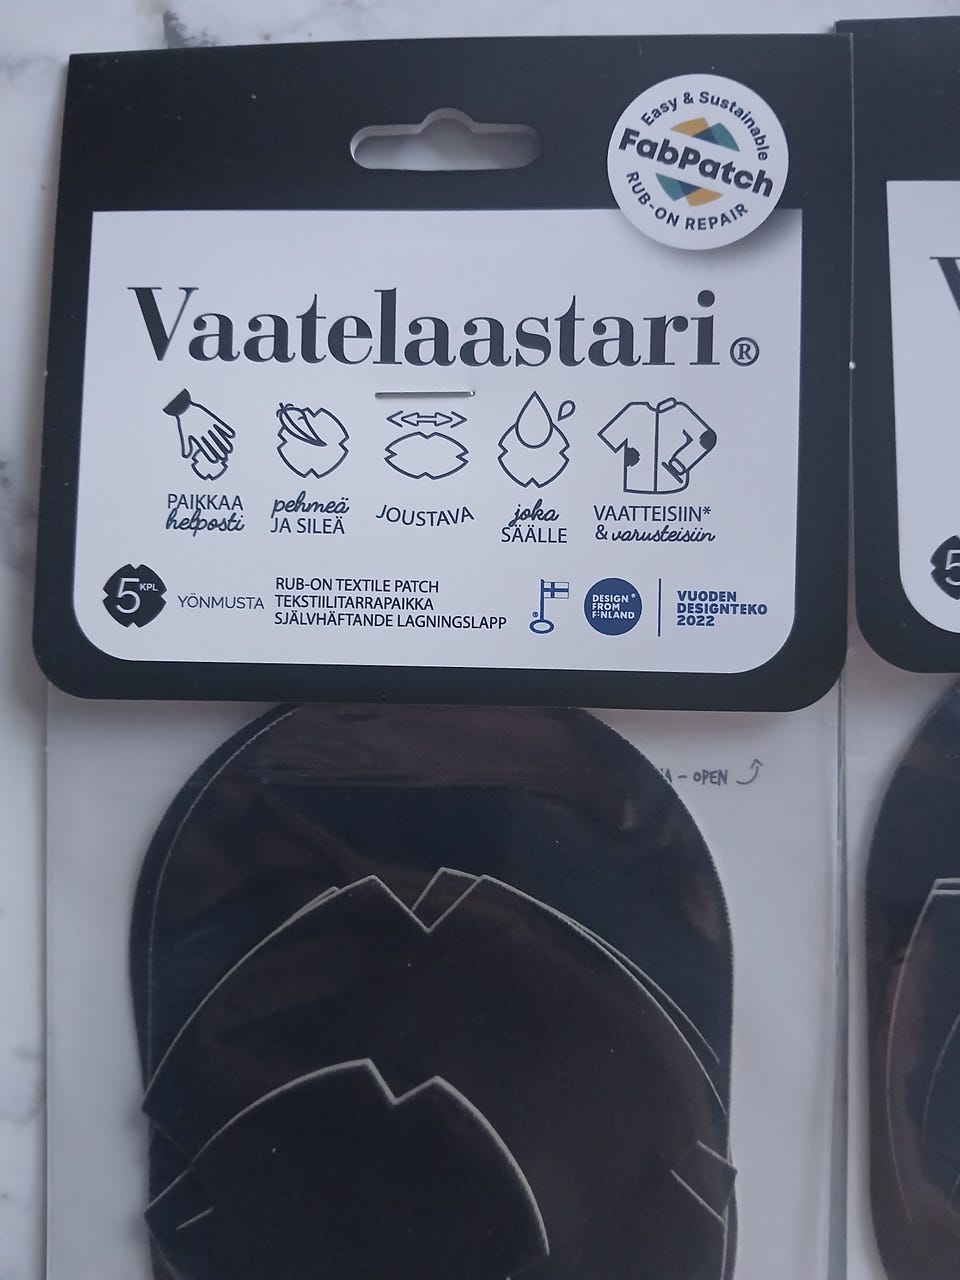 Easy & Sustainable
FabPatch
RUB-ON REPAIR
Vaatelaastari®
PAIKKAA
helposti
pehmeä
JA SILEÄ
JOUSTAVA
joka
SÄÄLLE
VAATTEISIIN*
& varusteisiin
5 KPL
YÖNMUSTA
RUB-ON TEXTILE PATCH
TEKSTIILITARRAPAIKKA
SJÄLVHÄFTANDE LAGNINGSLAPP
DESIGN
FROM
FINLAND
VUODEN
DESIGNTEKO
2022
- OPEN
V
5